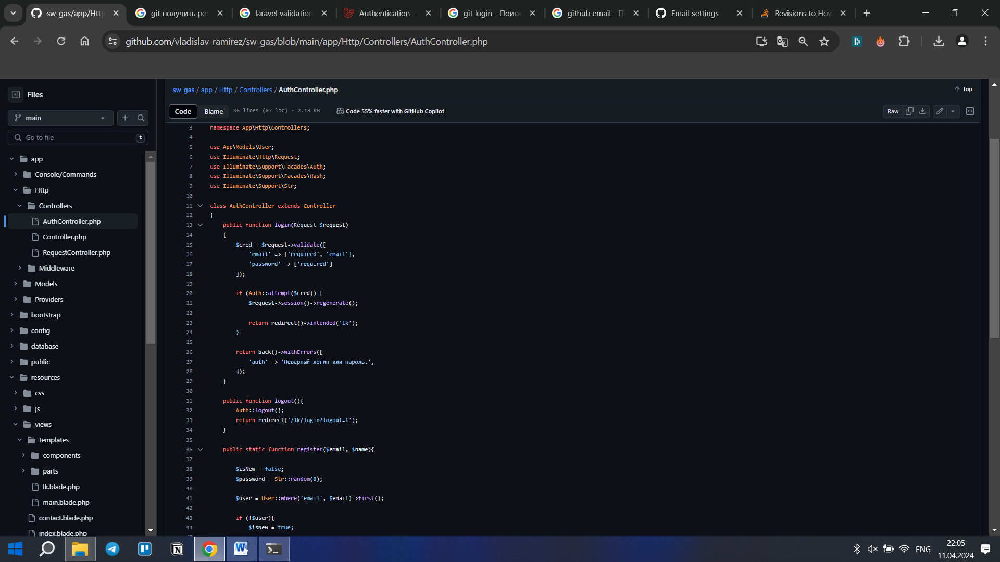 sw-gas/app/Http
git получить реп
laravel validation
Authentication -
git login - Поиск
github email - П
Email settings
Revisions to How
github.com/vladislav-ramirez/sw-gas/blob/main/app/Http/Controllers/AuthController.php
Files
main
Go to file
t
app
Console/Commands
Http
Controllers
AuthController.php
Controller.php
RequestController.php
Middleware
Models
Providers
bootstrap
config
database
public
resources
css
js
views
templates
components
parts
lk.blade.php
main.blade.php
contact.blade.php
index.blade.php
sw-gas / app / Http / Controllers / AuthController.php
Top
Code
Blame
86 lines (67 loc) · 2.18 KB
Code 55% faster with GitHub Copilot
Raw
3 namespace App\Http\Controllers;
4
5 use App\Models\User;
6 use Illuminate\Http\Request;
7 use Illuminate\Support\Facades\Auth;
8 use Illuminate\Support\Facades\Hash;
9 use Illuminate\Support\Str;
10
11 class AuthController extends Controller
12 {
13 public function login(Request $request)
14 {
15 $cred = $request->validate([
16 'email' => ['required', 'email'],
17 'password' => ['required']
18 ]);
19
20 if (Auth::attempt($cred)) {
21 $request->session()->regenerate();
22
23 return redirect()->intended('lk');
24 }
25
26 return back()->withErrors([
27 'auth' => 'Неверный логин или пароль.',
28 ]);
29 }
30
31 public function logout(){
32 Auth::logout();
33 return redirect('/lk/login?logout=1');
34 }
35
36 public static function register($email, $name){
37
38 $isNew = false;
39 $password = Str::random(8);
40
41 $user = User::where('email', $email)->first();
42
43 if (!$user){
44 $isNew = true;
ENG
22:05
11.04.2024